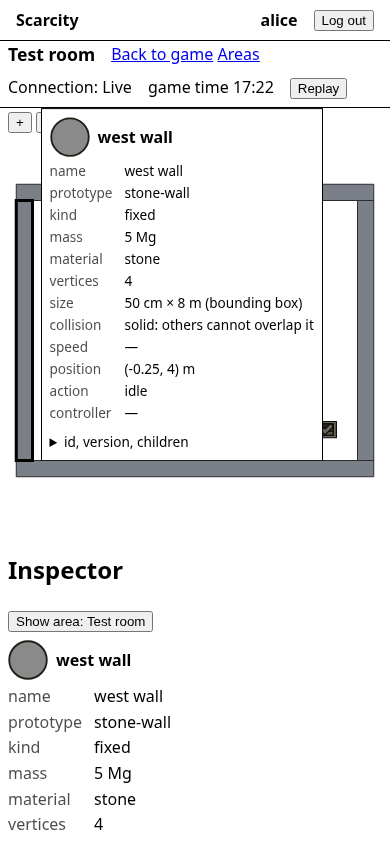 Scarcity alice Log out
Test room Back to game Areas
Connection: Live game time 17:22 Replay
+
west wall
name west wall
prototype stone-wall
kind fixed
mass 5 Mg
material stone
vertices 4
size 50 cm × 8 m (bounding box)
collision solid: others cannot overlap it
speed —
position (-0.25, 4) m
action idle
controller —
▶ id, version, children
Inspector
Show area: Test room
west wall
name west wall
prototype stone-wall
kind fixed
mass 5 Mg
material stone
vertices 4